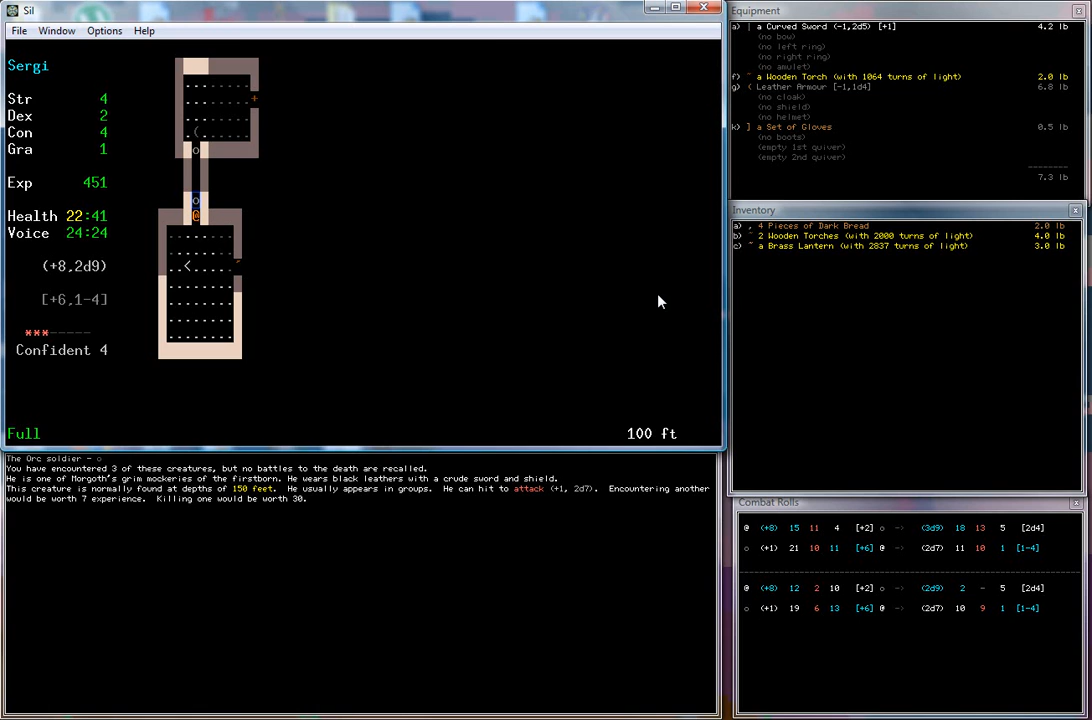 Sil
File Window Options Help
Sergi
Str 4
Dex 2
Con 4
Gra 1
Exp 451
Health 22:41
Voice 24:24
(+8,2d9)
[+6,1-4]
***-----
Confident 4
Full
100 ft
Equipment
a) | a Curved Sword (-1,2d5) [+1] 4.2 lb
(no bow)
(no left ring)
(no right ring)
(no amulet)
f) ~ a Wooden Torch (with 1064 turns of light) 2.0 lb
g) ( Leather Armour [-1,1d4] 6.8 lb
(no cloak)
(no shield)
(no helmet)
k) ] a Set of Gloves 0.5 lb
(no boots)
(empty 1st quiver)
(empty 2nd quiver)
7.3 lb
Inventory
a) , 4 Pieces of Dark Bread 2.0 lb
b) ~ 2 Wooden Torches (with 2000 turns of light) 4.0 lb
c) ~ a Brass Lantern (with 2837 turns of light) 3.0 lb
The Orc soldier - o
You have encountered 3 of these creatures, but no battles to the death are recalled.
He is one of Morgoth's grim mockeries of the firstborn. He wears black leathers with a crude sword and shield.
This creature is normally found at depths of 150 feet. He usually appears in groups. He can hit to attack (+1, 2d7). Encountering another
would be worth 7 experience. Killing one would be worth 30.
Combat Rolls
@ (+8) 15 11 4 [+2] o -> (3d9) 18 13 5 [2d4]
o (+1) 21 10 11 [+6] @ -> (2d7) 11 10 1 [1-4]
@ (+8) 12 2 10 [+2] o -> (2d9) 2 - 5 [2d4]
o (+1) 19 6 13 [+6] @ -> (2d7) 10 9 1 [1-4]